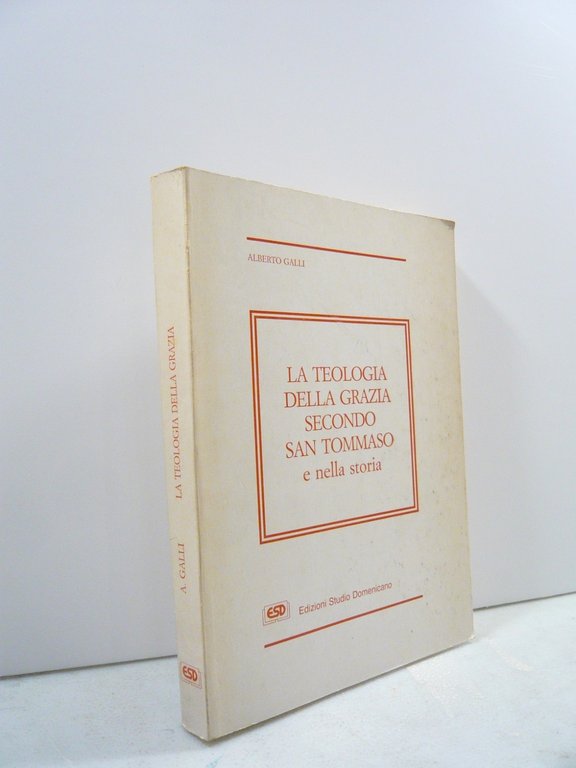 ALBERTO GALLI
LA TEOLOGIA
DELLA GRAZIA
SECONDO
SAN TOMMASO
e nella storia
ESD Edizioni Studio Domenicano
A. GALLI LA TEOLOGIA DELLA GRAZIA
ESD